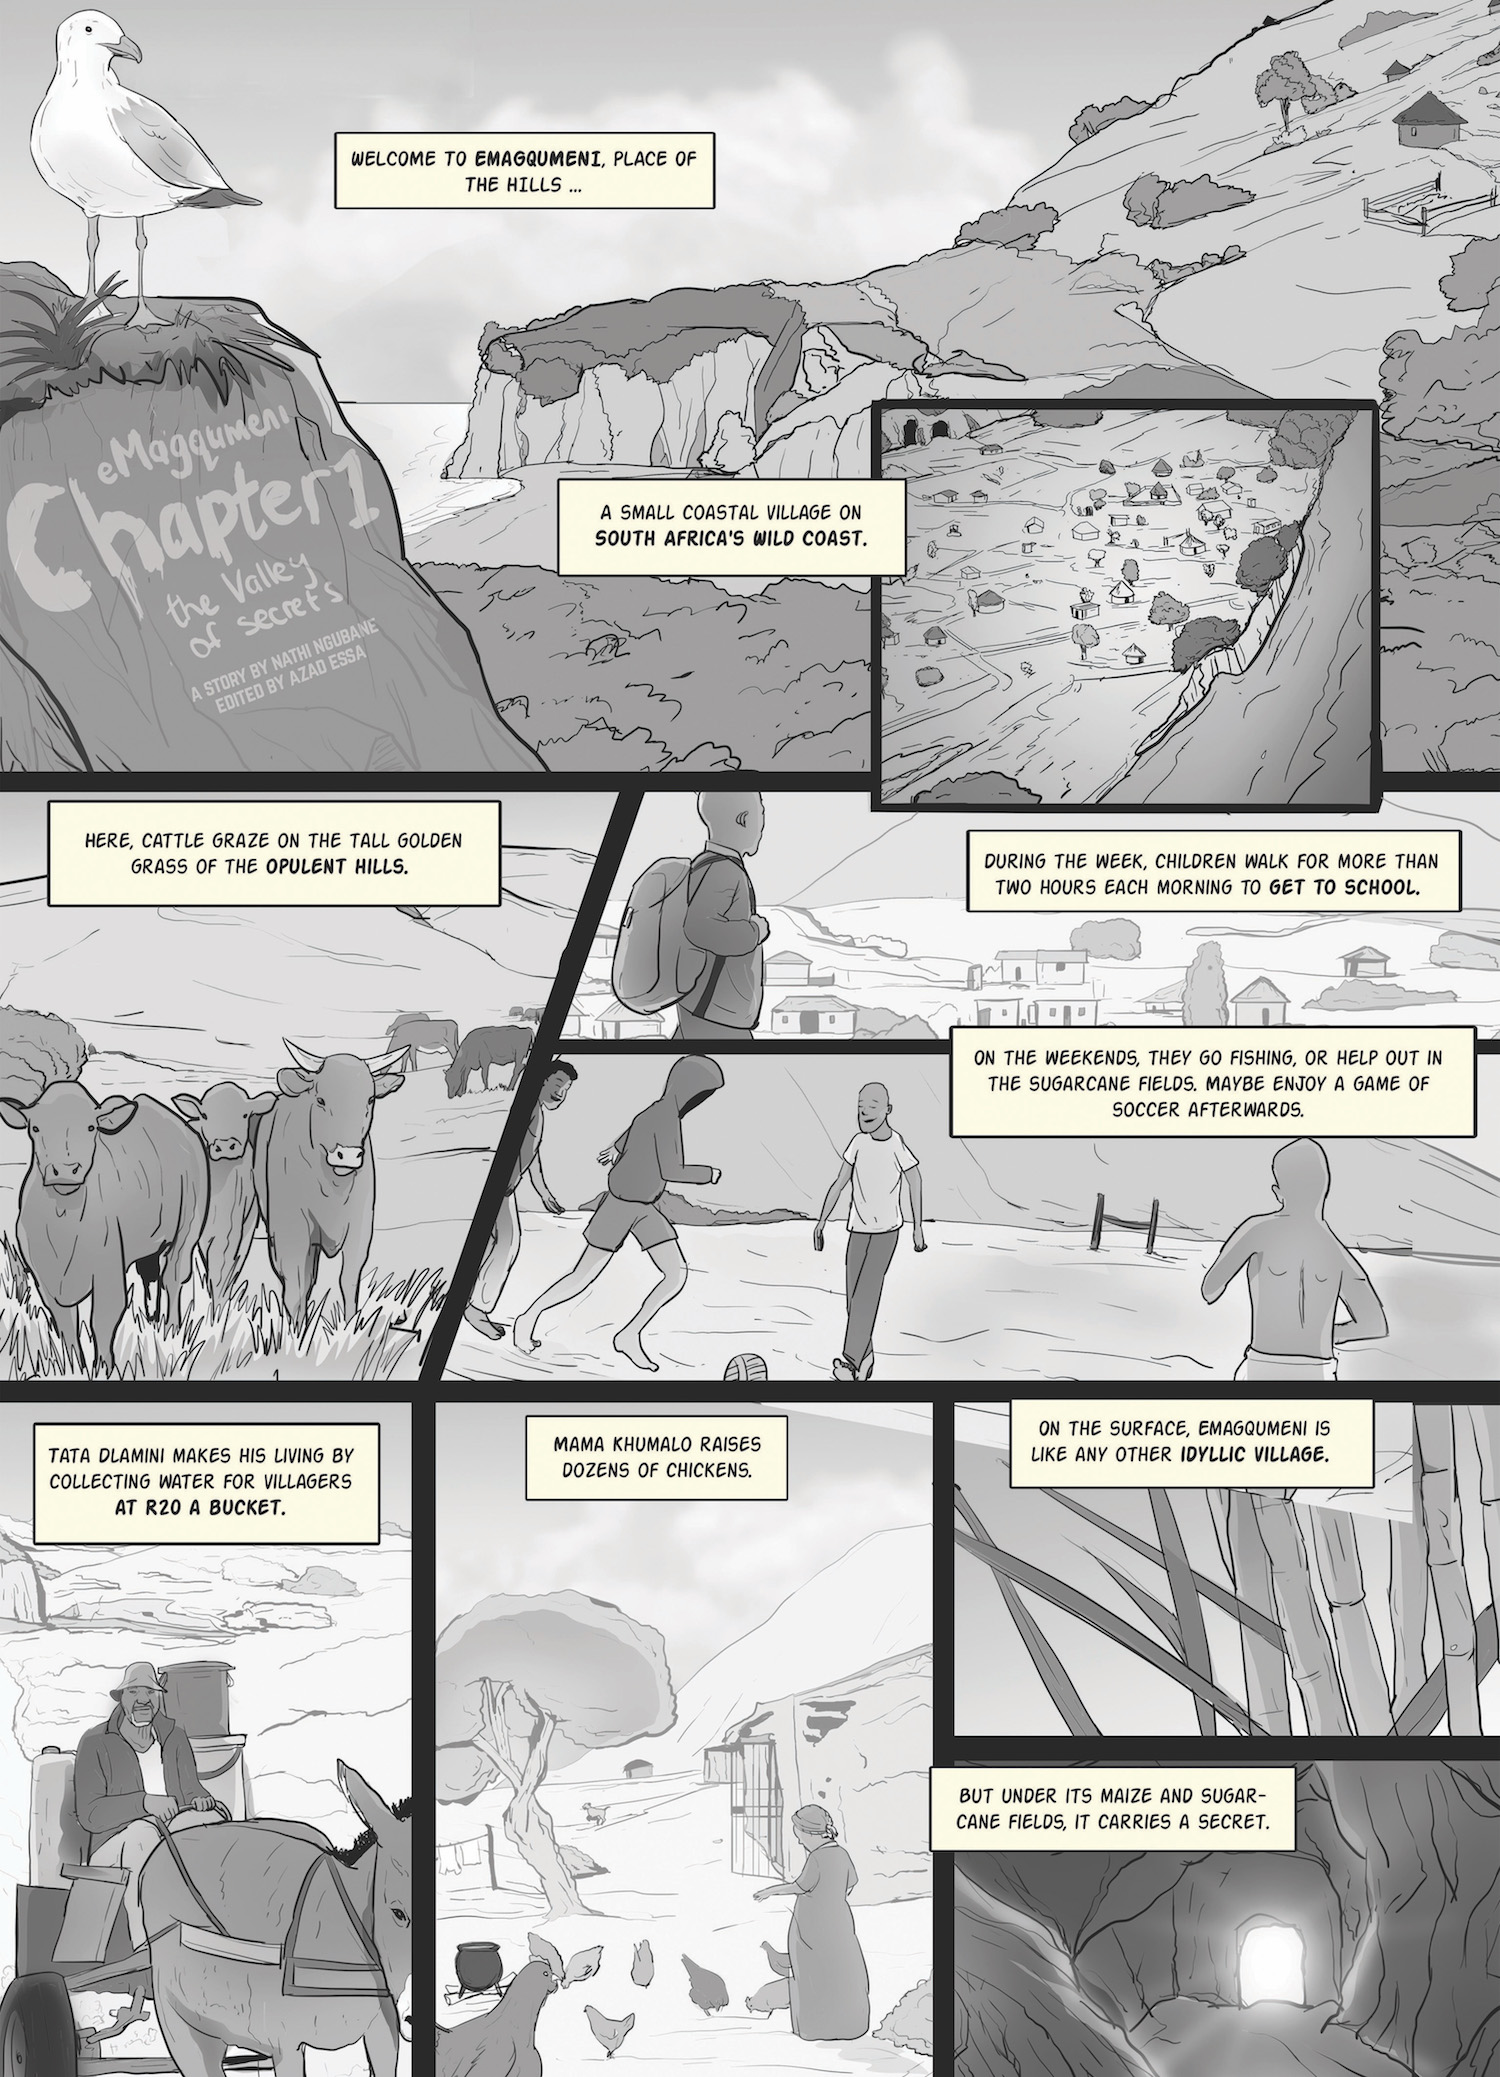 WELCOME TO EMAGQUMENI, PLACE OF
THE HILLS ...
eMagqumeni
Chapter 1
the Valley
of secrets
A STORY BY NATHI NGUBANE
EDITED BY AZAD ESSA
A SMALL COASTAL VILLAGE ON
SOUTH AFRICA'S WILD COAST.
HERE, CATTLE GRAZE ON THE TALL GOLDEN
GRASS OF THE OPULENT HILLS.
DURING THE WEEK, CHILDREN WALK FOR MORE THAN
TWO HOURS EACH MORNING TO GET TO SCHOOL.
ON THE WEEKENDS, THEY GO FISHING, OR HELP OUT IN
THE SUGARCANE FIELDS. MAYBE ENJOY A GAME OF
SOCCER AFTERWARDS.
TATA DLAMINI MAKES HIS LIVING BY
COLLECTING WATER FOR VILLAGERS
AT R20 A BUCKET.
MAMA KHUMALO RAISES
DOZENS OF CHICKENS.
ON THE SURFACE, EMAGQUMENI IS
LIKE ANY OTHER IDYLLIC VILLAGE.
BUT UNDER ITS MAIZE AND SUGAR-
CANE FIELDS, IT CARRIES A SECRET.